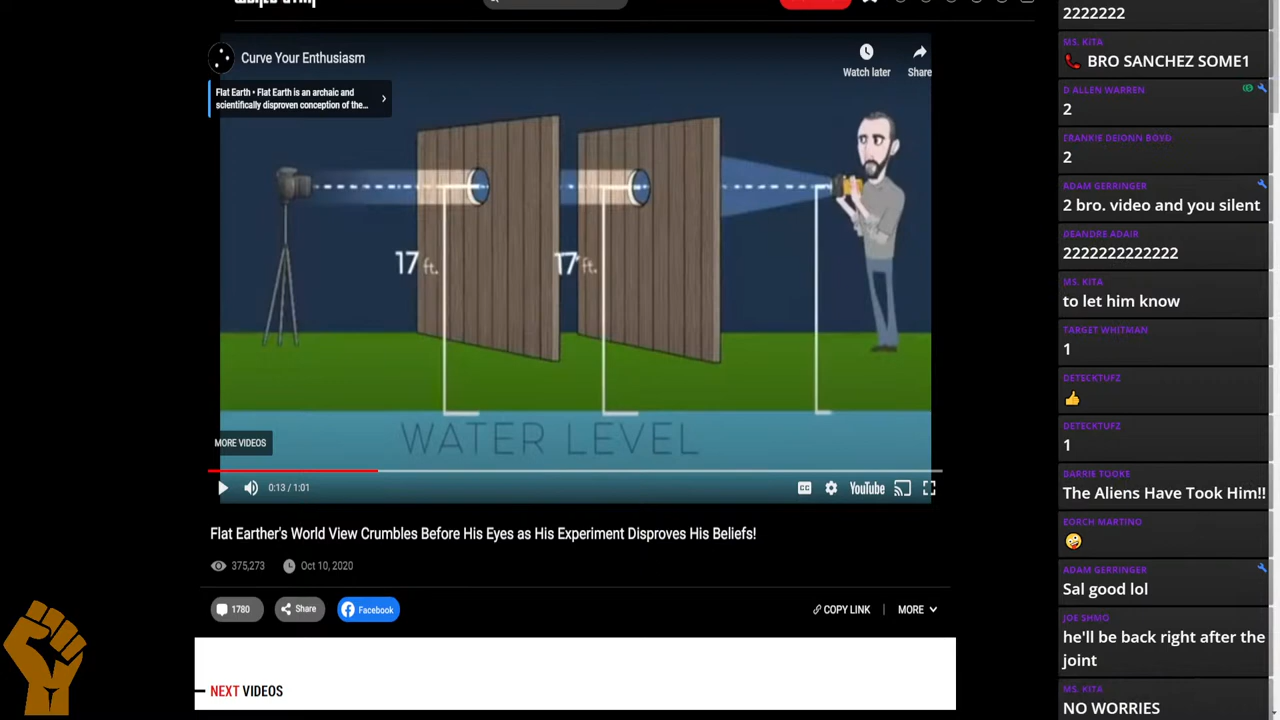 Curve Your Enthusiasm
Watch later
Share
Flat Earth • Flat Earth is an archaic and
scientifically disproven conception of the...
17 ft.
17 ft.
WATER LEVEL
MORE VIDEOS
0:13 / 1:01
CC
YouTube
Flat Earther's World View Crumbles Before His Eyes as His Experiment Disproves His Beliefs!
375,273
Oct 10, 2020
1780
Share
Facebook
COPY LINK
MORE
NEXT VIDEOS
2222222
MS. KITA
BRO SANCHEZ SOME1
D ALLEN WARREN
2
FRANKIE DEIONN BOYD
2
ADAM GERRINGER
2 bro. video and you silent
DEANDRE ADAIR
2222222222222
MS. KITA
to let him know
TARGET WHITMAN
1
DETECKTUFZ
DETECKTUFZ
1
BARRIE TOOKE
The Aliens Have Took Him!!
EORCH MARTINO
ADAM GERRINGER
Sal good lol
JOE SHMO
he'll be back right after the
joint
MS. KITA
NO WORRIES